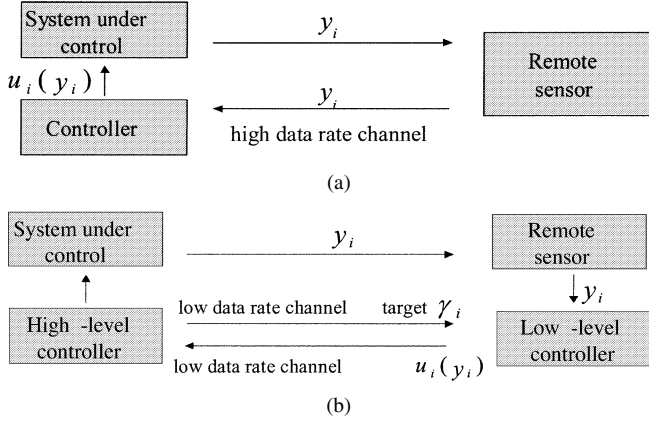 System under
control
y_i
Remote
sensor
u_i(y_i)
y_i
Controller
high data rate channel
(a)
System under
control
y_i
Remote
sensor
y_i
low data rate channel
target γ_i
High -level
controller
Low -level
controller
low data rate channel
u_i(y_i)
(b)